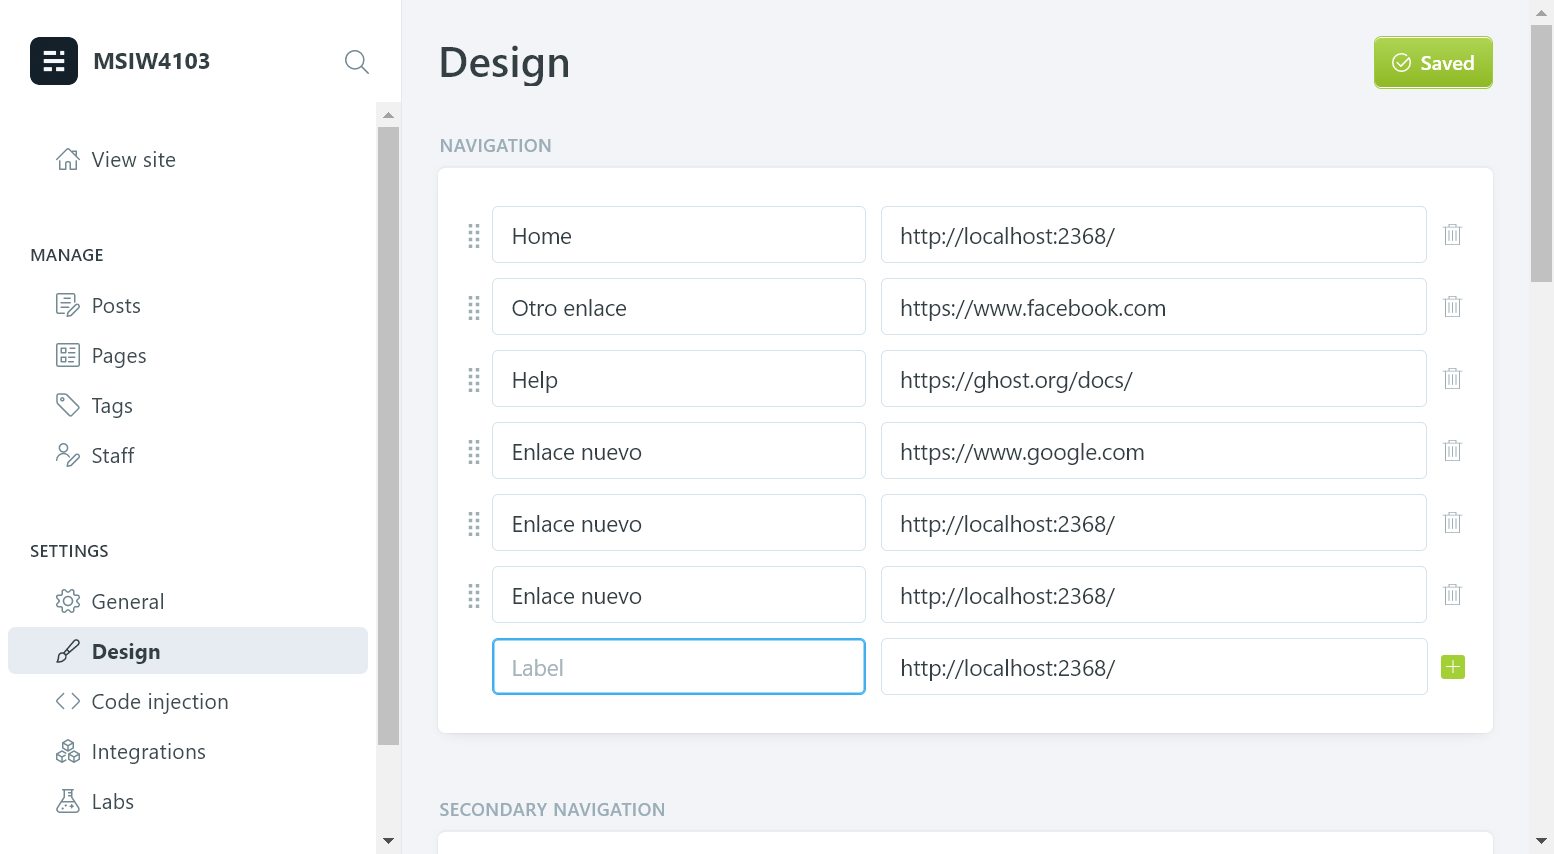 MSIW4103
View site
MANAGE
Posts
Pages
Tags
Staff
SETTINGS
General
Design
Code injection
Integrations
Labs
Design
Saved
NAVIGATION
Home http://localhost:2368/
Otro enlace https://www.facebook.com
Help https://ghost.org/docs/
Enlace nuevo https://www.google.com
Enlace nuevo http://localhost:2368/
Enlace nuevo http://localhost:2368/
Label http://localhost:2368/
SECONDARY NAVIGATION